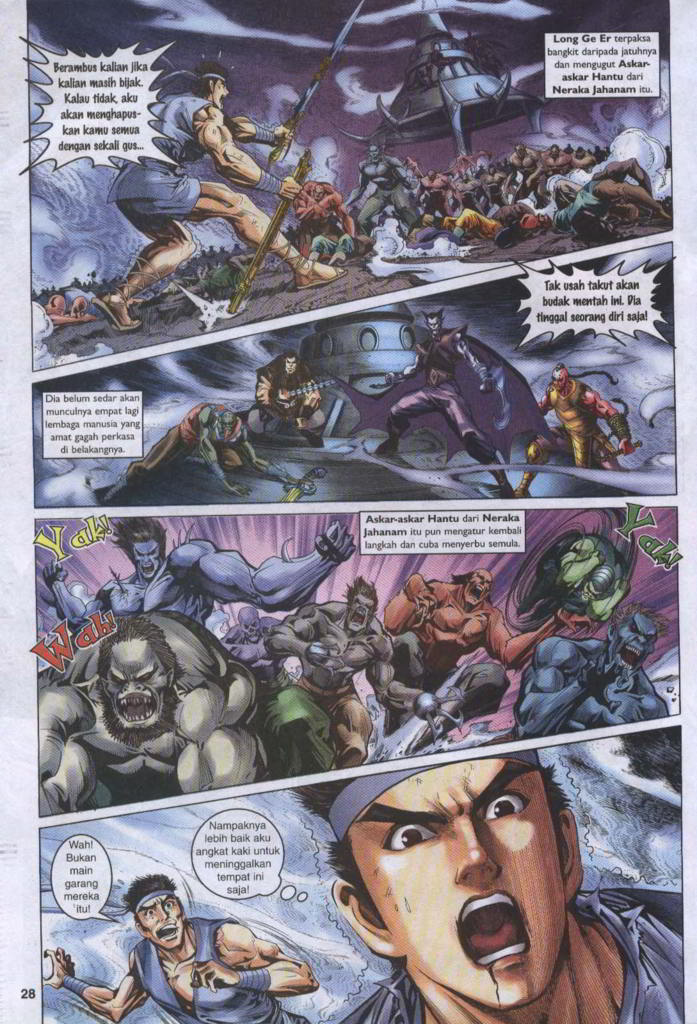 Berambus kalian jika
kalian masih bijak.
Kalau tidak, aku
akan menghapus-
kan kamu semua
dengan sekali gus...
Long Ge Er terpaksa
bangkit daripada jatuhnya
dan mengugut Askar-
askar Hantu dari
Neraka Jahanam itu.
Tak usah takut akan
budak mentah ini. Dia
tinggal seorang diri saja!
Dia belum sedar akan
munculnya empat lagi
lembaga manusia yang
amat gagah perkasa
di belakangnya.
Yah!
Askar-askar Hantu dari Neraka
Jahanam itu pun mengatur kembali
langkah dan cuba menyerbu semula.
Yah!
Wah!
Wah!
Bukan
main
garang
mereka
itu!
Nampaknya
lebih baik aku
angkat kaki untuk
meninggalkan
tempat ini
saja!
28